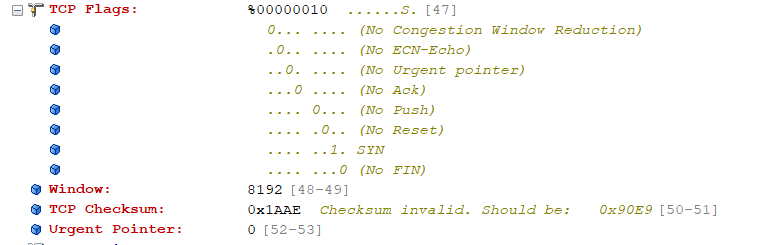 TCP Flags: %00000010 ......S. [47]
0... .... (No Congestion Window Reduction)
.0.. .... (No ECN-Echo)
..0. .... (No Urgent pointer)
...0 .... (No Ack)
.... 0... (No Push)
.... .0.. (No Reset)
.... ..1. SYN
.... ...0 (No FIN)
Window: 8192 [48-49]
TCP Checksum: 0x1AAE Checksum invalid. Should be: 0x90E9 [50-51]
Urgent Pointer: 0 [52-53]